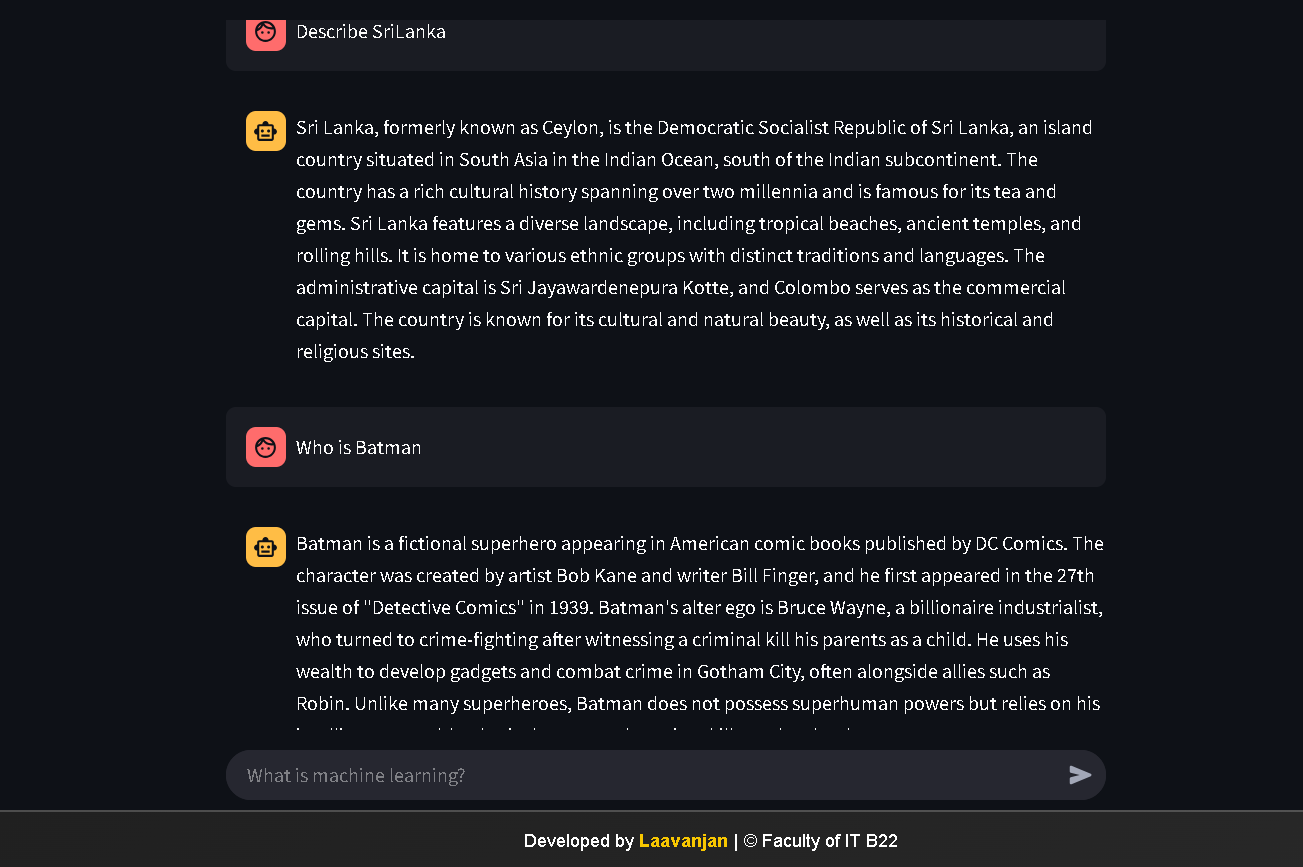 Describe SriLanka
Sri Lanka, formerly known as Ceylon, is the Democratic Socialist Republic of Sri Lanka, an island
country situated in South Asia in the Indian Ocean, south of the Indian subcontinent. The
country has a rich cultural history spanning over two millennia and is famous for its tea and
gems. Sri Lanka features a diverse landscape, including tropical beaches, ancient temples, and
rolling hills. It is home to various ethnic groups with distinct traditions and languages. The
administrative capital is Sri Jayawardenepura Kotte, and Colombo serves as the commercial
capital. The country is known for its cultural and natural beauty, as well as its historical and
religious sites.
Who is Batman
Batman is a fictional superhero appearing in American comic books published by DC Comics. The
character was created by artist Bob Kane and writer Bill Finger, and he first appeared in the 27th
issue of "Detective Comics" in 1939. Batman's alter ego is Bruce Wayne, a billionaire industrialist,
who turned to crime-fighting after witnessing a criminal kill his parents as a child. He uses his
wealth to develop gadgets and combat crime in Gotham City, often alongside allies such as
Robin. Unlike many superheroes, Batman does not possess superhuman powers but relies on his
What is machine learning?
Developed by Laavanjan | © Faculty of IT B22